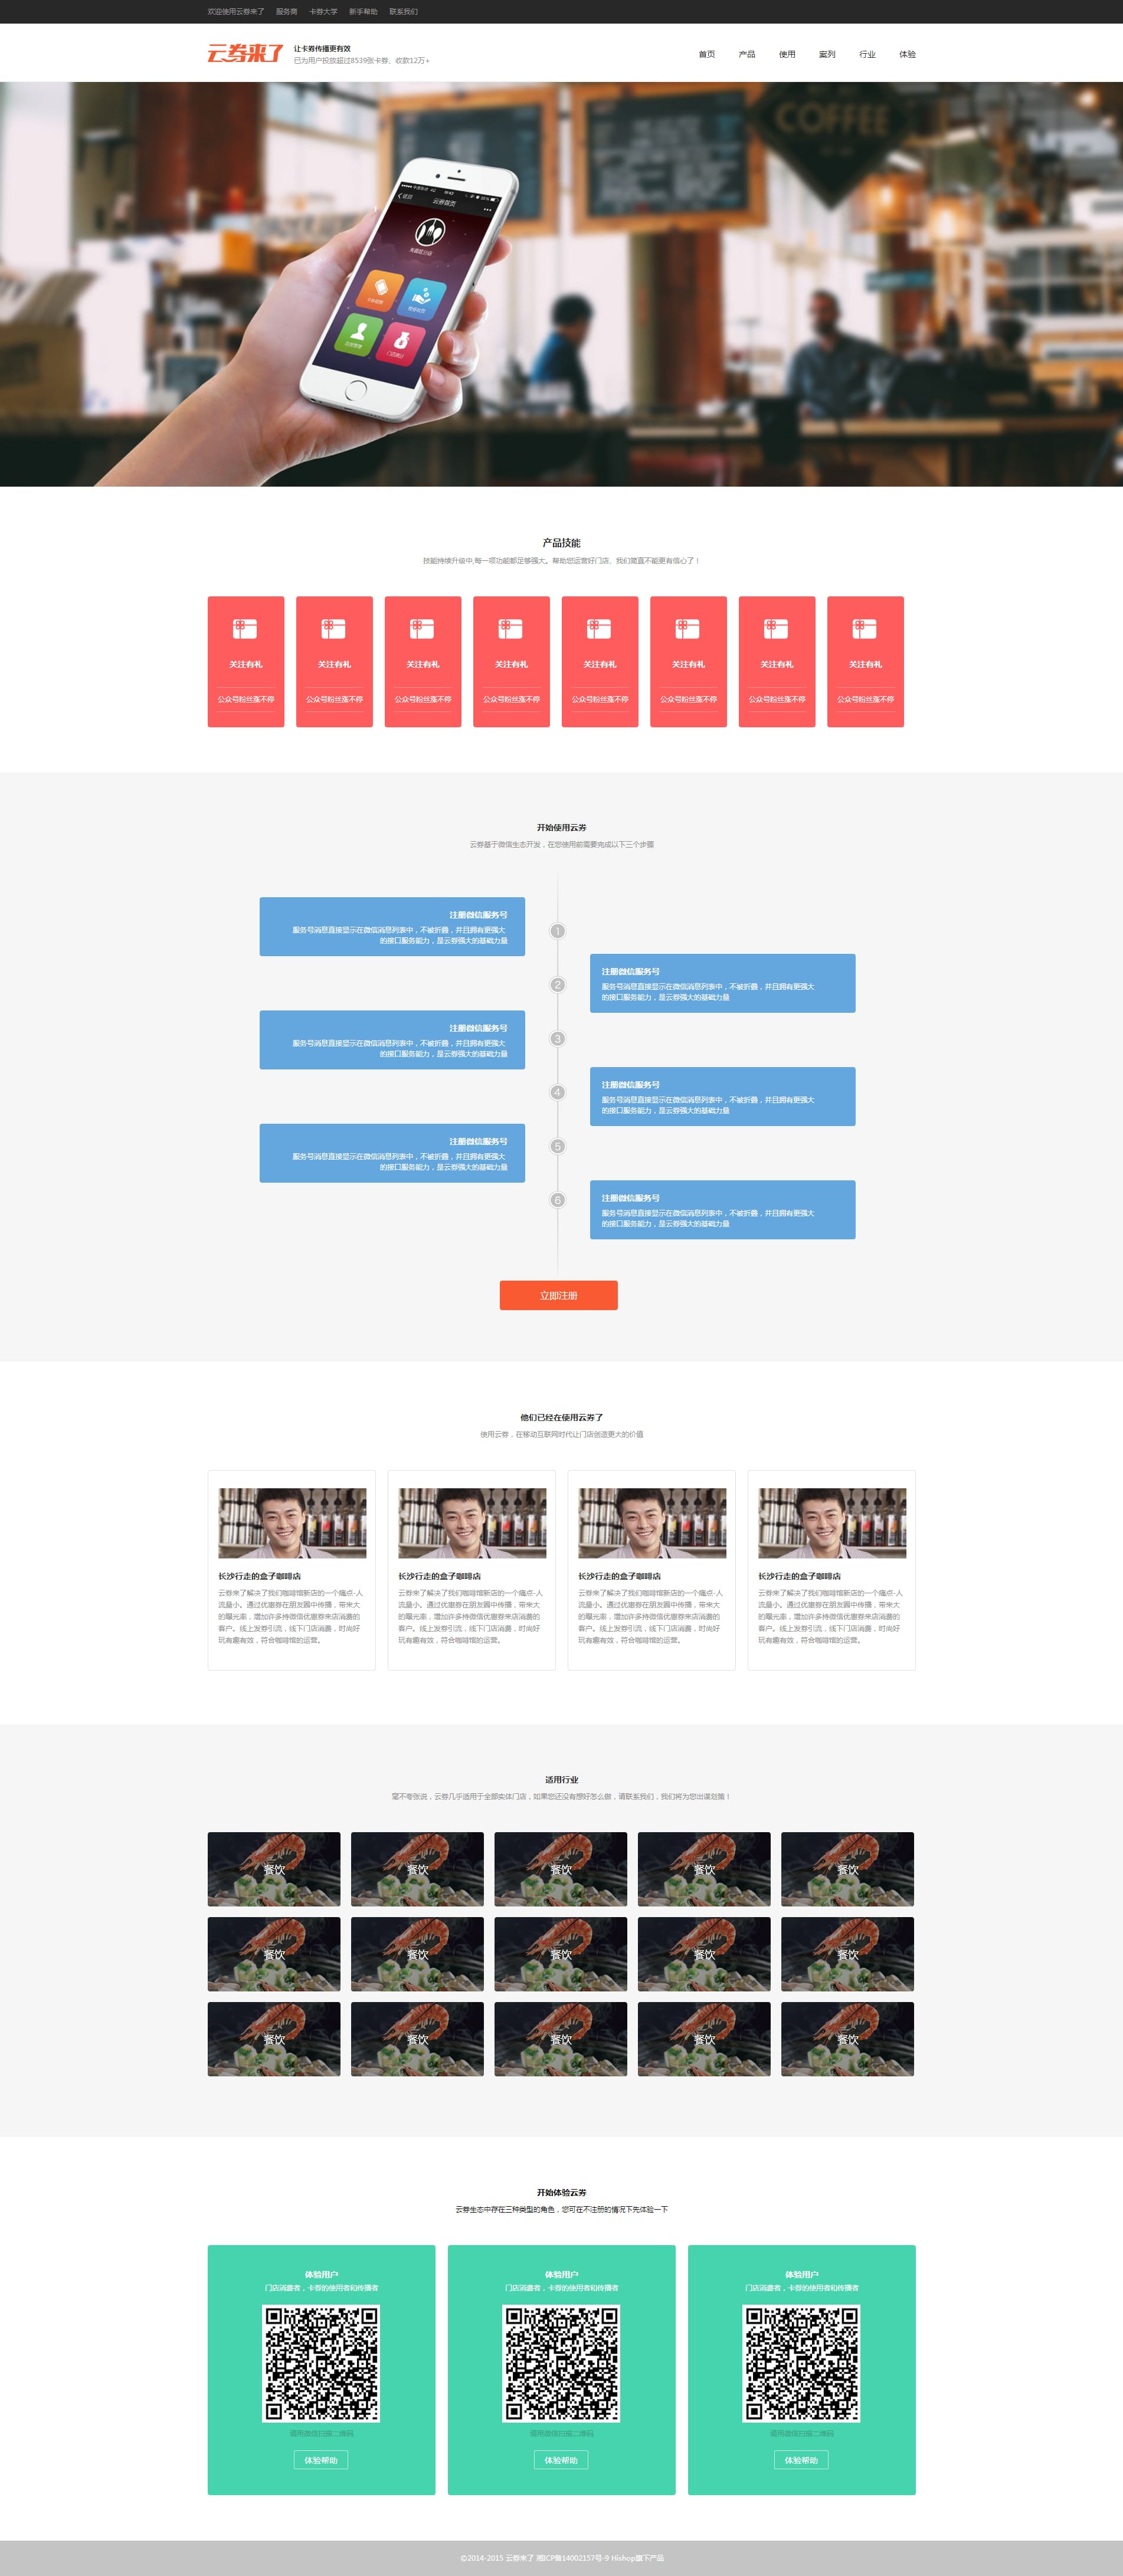 欢迎使用云券来了 服务商 卡券大学 新手帮助 联系我们
云券来了
让卡券传播更有效
已为用户投放超过8539张卡券、收款12万+
首页 产品 使用 案列 行业 体验
COFFEE
云券首页
产品技能
技能持续升级中,每一项功能都足够强大。帮助您运营好门店、我们简直不能更有信心了！
关注有礼 关注有礼 关注有礼 关注有礼 关注有礼 关注有礼 关注有礼 关注有礼
公众号粉丝涨不停 公众号粉丝涨不停 公众号粉丝涨不停 公众号粉丝涨不停 公众号粉丝涨不停 公众号粉丝涨不停 公众号粉丝涨不停 公众号粉丝涨不停
开始使用云券
云券基于微信生态开发，在您使用前需要完成以下三个步骤
注册微信服务号
服务号消息直接显示在微信消息列表中，不被折叠，并且拥有更强大
的接口服务能力，是云券强大的基础力量
1
注册微信服务号
服务号消息直接显示在微信消息列表中，不被折叠，并且拥有更强大
的接口服务能力，是云券强大的基础力量
2
注册微信服务号
服务号消息直接显示在微信消息列表中，不被折叠，并且拥有更强大
的接口服务能力，是云券强大的基础力量
3
注册微信服务号
服务号消息直接显示在微信消息列表中，不被折叠，并且拥有更强大
的接口服务能力，是云券强大的基础力量
4
注册微信服务号
服务号消息直接显示在微信消息列表中，不被折叠，并且拥有更强大
的接口服务能力，是云券强大的基础力量
5
注册微信服务号
服务号消息直接显示在微信消息列表中，不被折叠，并且拥有更强大
的接口服务能力，是云券强大的基础力量
6
立即注册
他们已经在使用云券了
使用云券，在移动互联网时代让门店创造更大的价值
长沙行走的盒子咖啡店
云券来了解决了我们咖啡馆新店的一个痛点-人
流量小。通过优惠券在朋友圈中传播，带来大
的曝光率，增加许多持微信优惠券来店消费的
客户。线上发券引流，线下门店消费，时尚好
玩有趣有效，符合咖啡馆的运营。
长沙行走的盒子咖啡店
云券来了解决了我们咖啡馆新店的一个痛点-人
流量小。通过优惠券在朋友圈中传播，带来大
的曝光率，增加许多持微信优惠券来店消费的
客户。线上发券引流，线下门店消费，时尚好
玩有趣有效，符合咖啡馆的运营。
长沙行走的盒子咖啡店
云券来了解决了我们咖啡馆新店的一个痛点-人
流量小。通过优惠券在朋友圈中传播，带来大
的曝光率，增加许多持微信优惠券来店消费的
客户。线上发券引流，线下门店消费，时尚好
玩有趣有效，符合咖啡馆的运营。
长沙行走的盒子咖啡店
云券来了解决了我们咖啡馆新店的一个痛点-人
流量小。通过优惠券在朋友圈中传播，带来大
的曝光率，增加许多持微信优惠券来店消费的
客户。线上发券引流，线下门店消费，时尚好
玩有趣有效，符合咖啡馆的运营。
适用行业
毫不夸张说，云券几乎适用于全部实体门店，如果您还没有想好怎么做，请联系我们，我们将为您出谋划策！
餐饮 餐饮 餐饮 餐饮 餐饮
餐饮 餐饮 餐饮 餐饮 餐饮
餐饮 餐饮 餐饮 餐饮 餐饮
开始体验云券
云券生态中存在三种类型的角色，您可在不注册的情况下先体验一下
体验用户 体验用户 体验用户
门店消费者，卡券的使用者和传播者 门店消费者，卡券的使用者和传播者 门店消费者，卡券的使用者和传播者
请用微信扫描二维码 请用微信扫描二维码 请用微信扫描二维码
体验帮助 体验帮助 体验帮助
©2014-2015 云券来了 湘ICP备14002157号-9 Hishop旗下产品